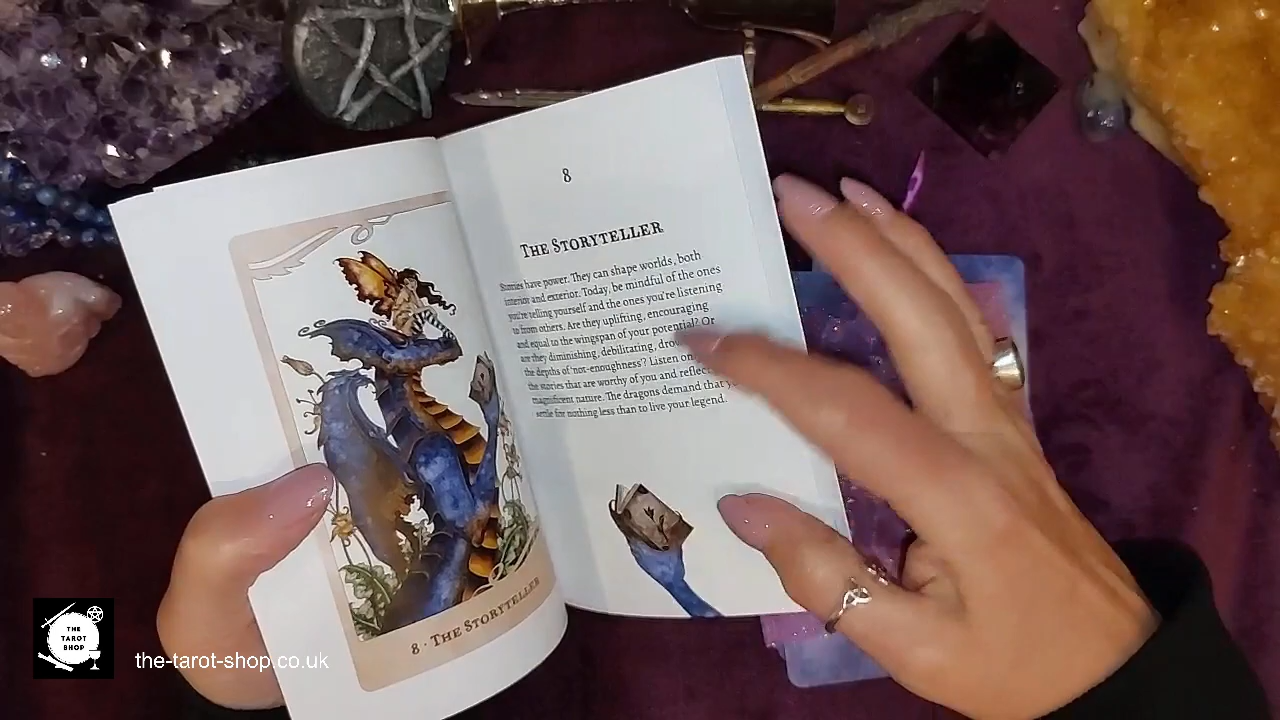 8
THE STORYTELLER
Stories have power. They can shape worlds, both
interior and exterior. Today, be mindful of the ones
you're telling yourself and the ones you're listening
to from others. Are they uplifting, encouraging
and equal to the wingspan of your potential? Or
are they diminishing, debilitating,
the depths of 'not-enoughness'? Listen
the stories that are worthy of you and
magnificent nature. The dragons demand that
settle for nothing less than to live your legend.
8 · THE STORYTELLER
THE
TAROT
SHOP
the-tarot-shop.co.uk